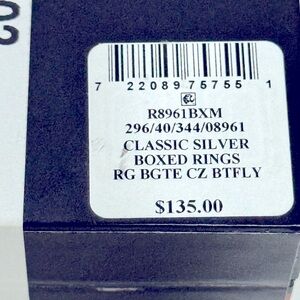 7 22089 75755 1
R8961BXM
296/40/344/08961
CLASSIC SILVER
BOXED RINGS
RG BGTE CZ BTFLY
$135.00